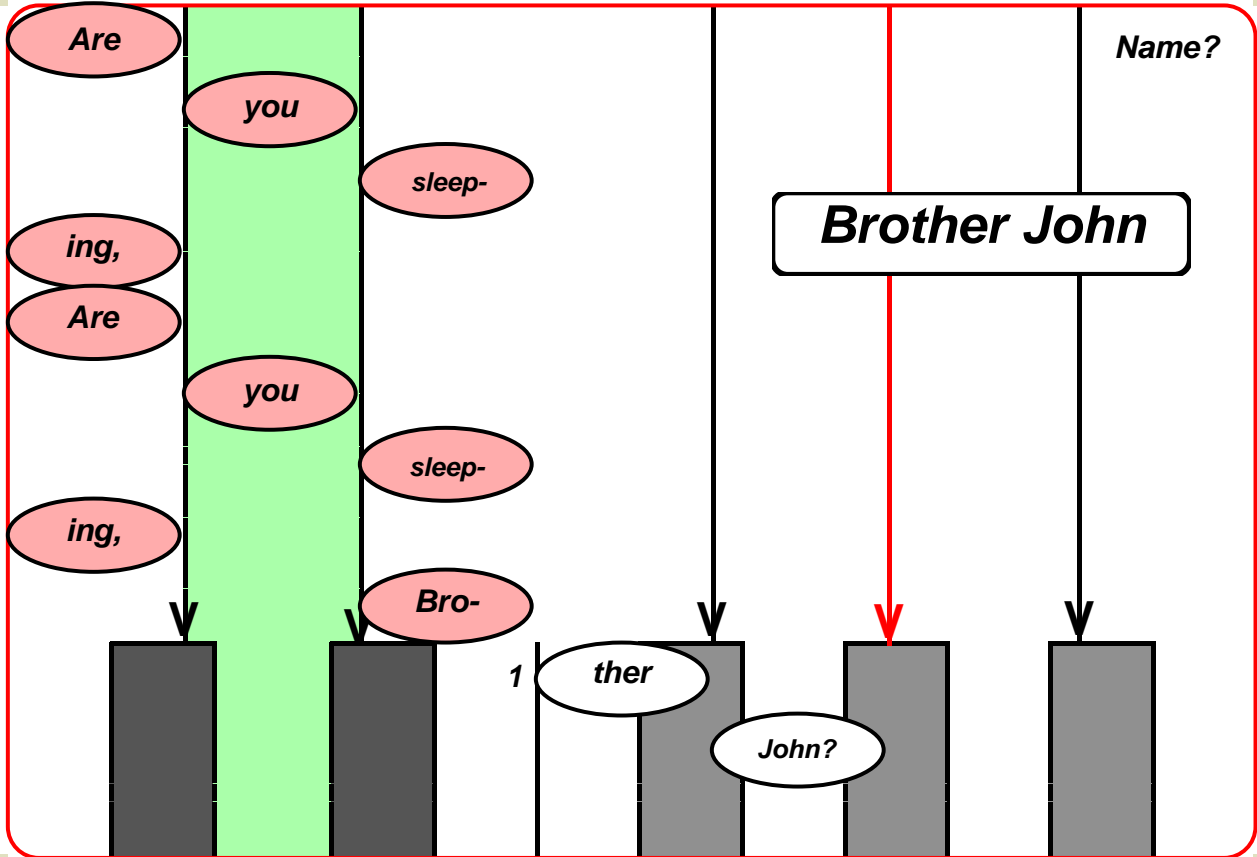 Are
Name?
you
sleep-
Brother John
ing,
Are
you
sleep-
ing,
Bro-
1 ther
John?